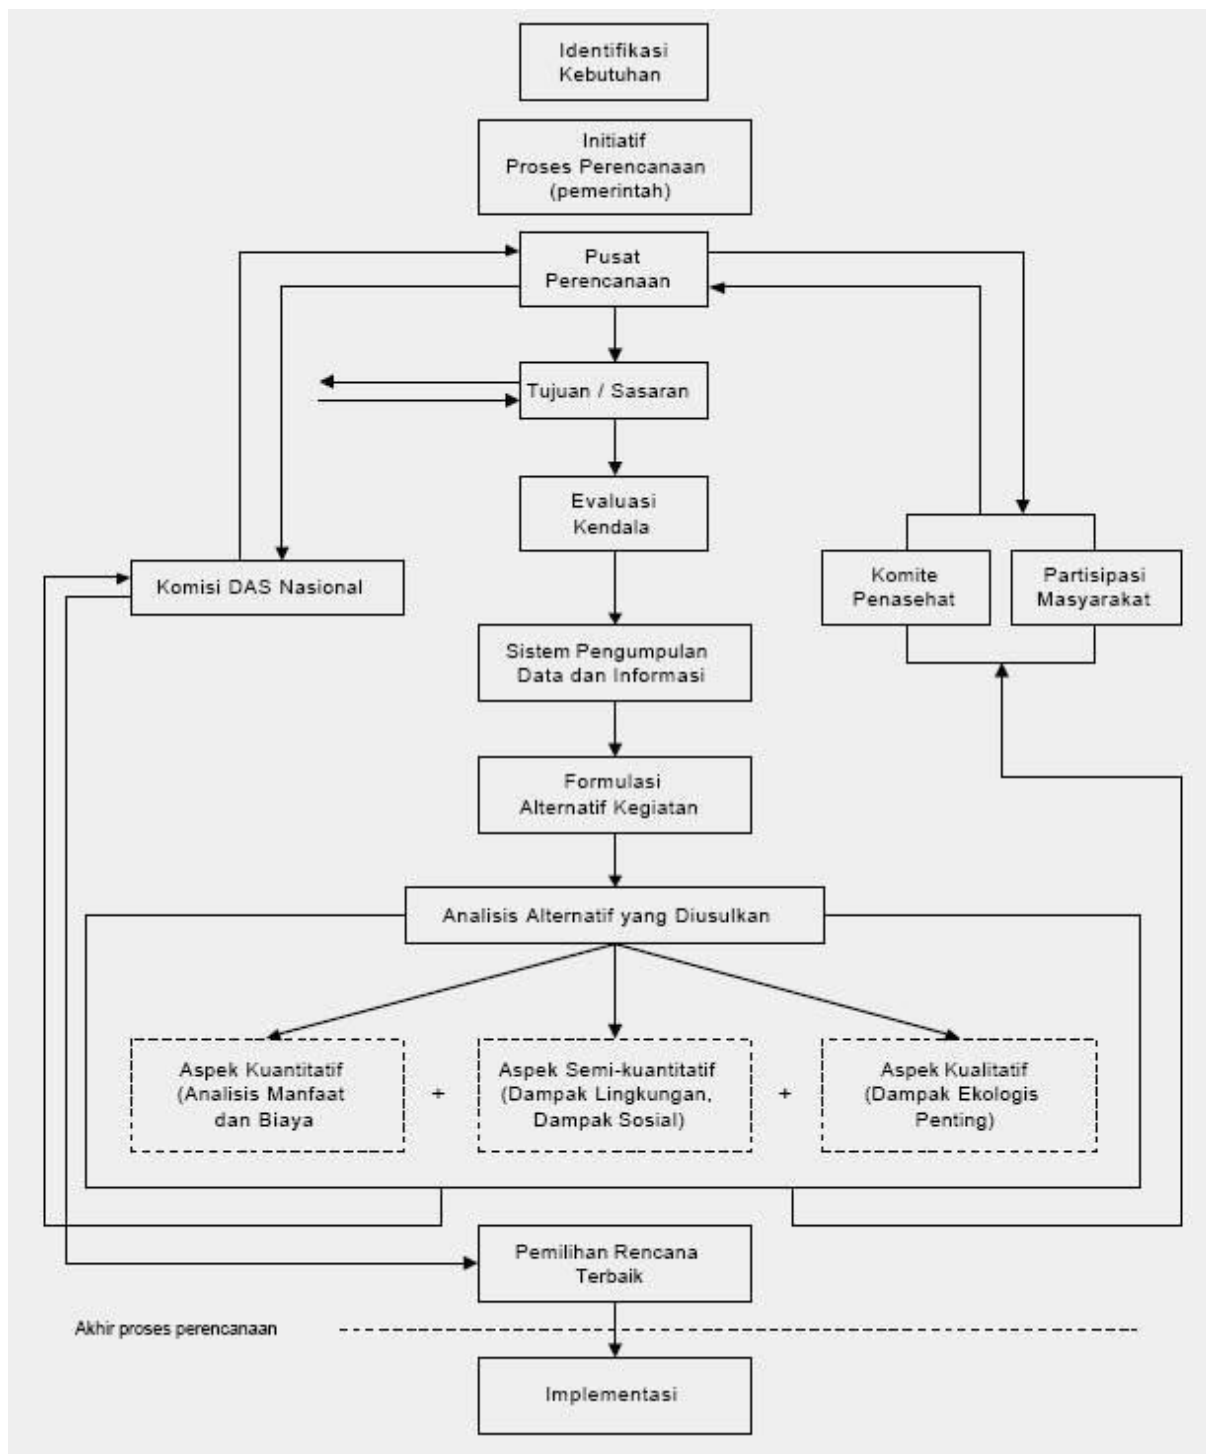 Identifikasi
Kebutuhan
Initiatif
Proses Perencanaan
(pemerintah)
Pusat
Perencanaan
Tujuan / Sasaran
Evaluasi
Kendala
Komisi DAS Nasional
Komite
Penasehat
Partisipasi
Masyarakat
Sistem Pengumpulan
Data dan Informasi
Formulasi
Alternatif Kegiatan
Analisis Alternatif yang Diusulkan
Aspek Kuantitatif
(Analisis Manfaat
dan Biaya
+
Aspek Semi-kuantitatif
(Dampak Lingkungan,
Dampak Sosial)
+
Aspek Kualitatif
(Dampak Ekologis
Penting)
Pemilihan Rencana
Terbaik
Akhir proses perencanaan
Implementasi